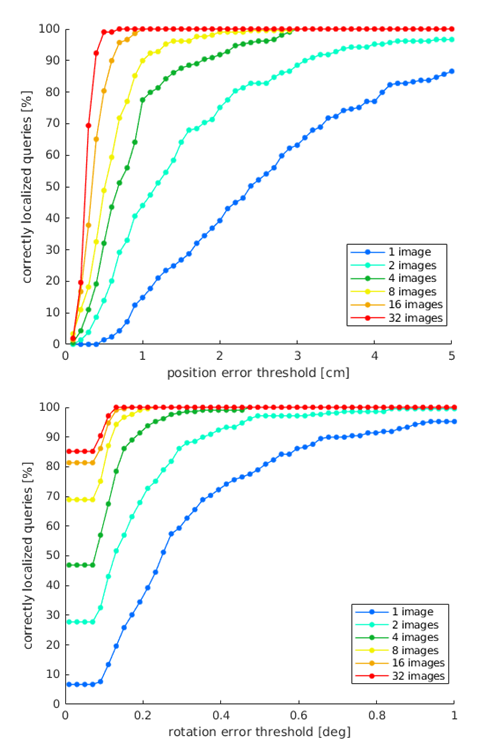 100
90
80
70
60
50
40
30
20
10
0
correctly localized queries [%]
1 image
2 images
4 images
8 images
16 images
32 images
0 1 2 3 4 5
position error threshold [cm]
100
90
80
70
60
50
40
30
20
10
0
correctly localized queries [%]
1 image
2 images
4 images
8 images
16 images
32 images
0 0.2 0.4 0.6 0.8 1
rotation error threshold [deg]